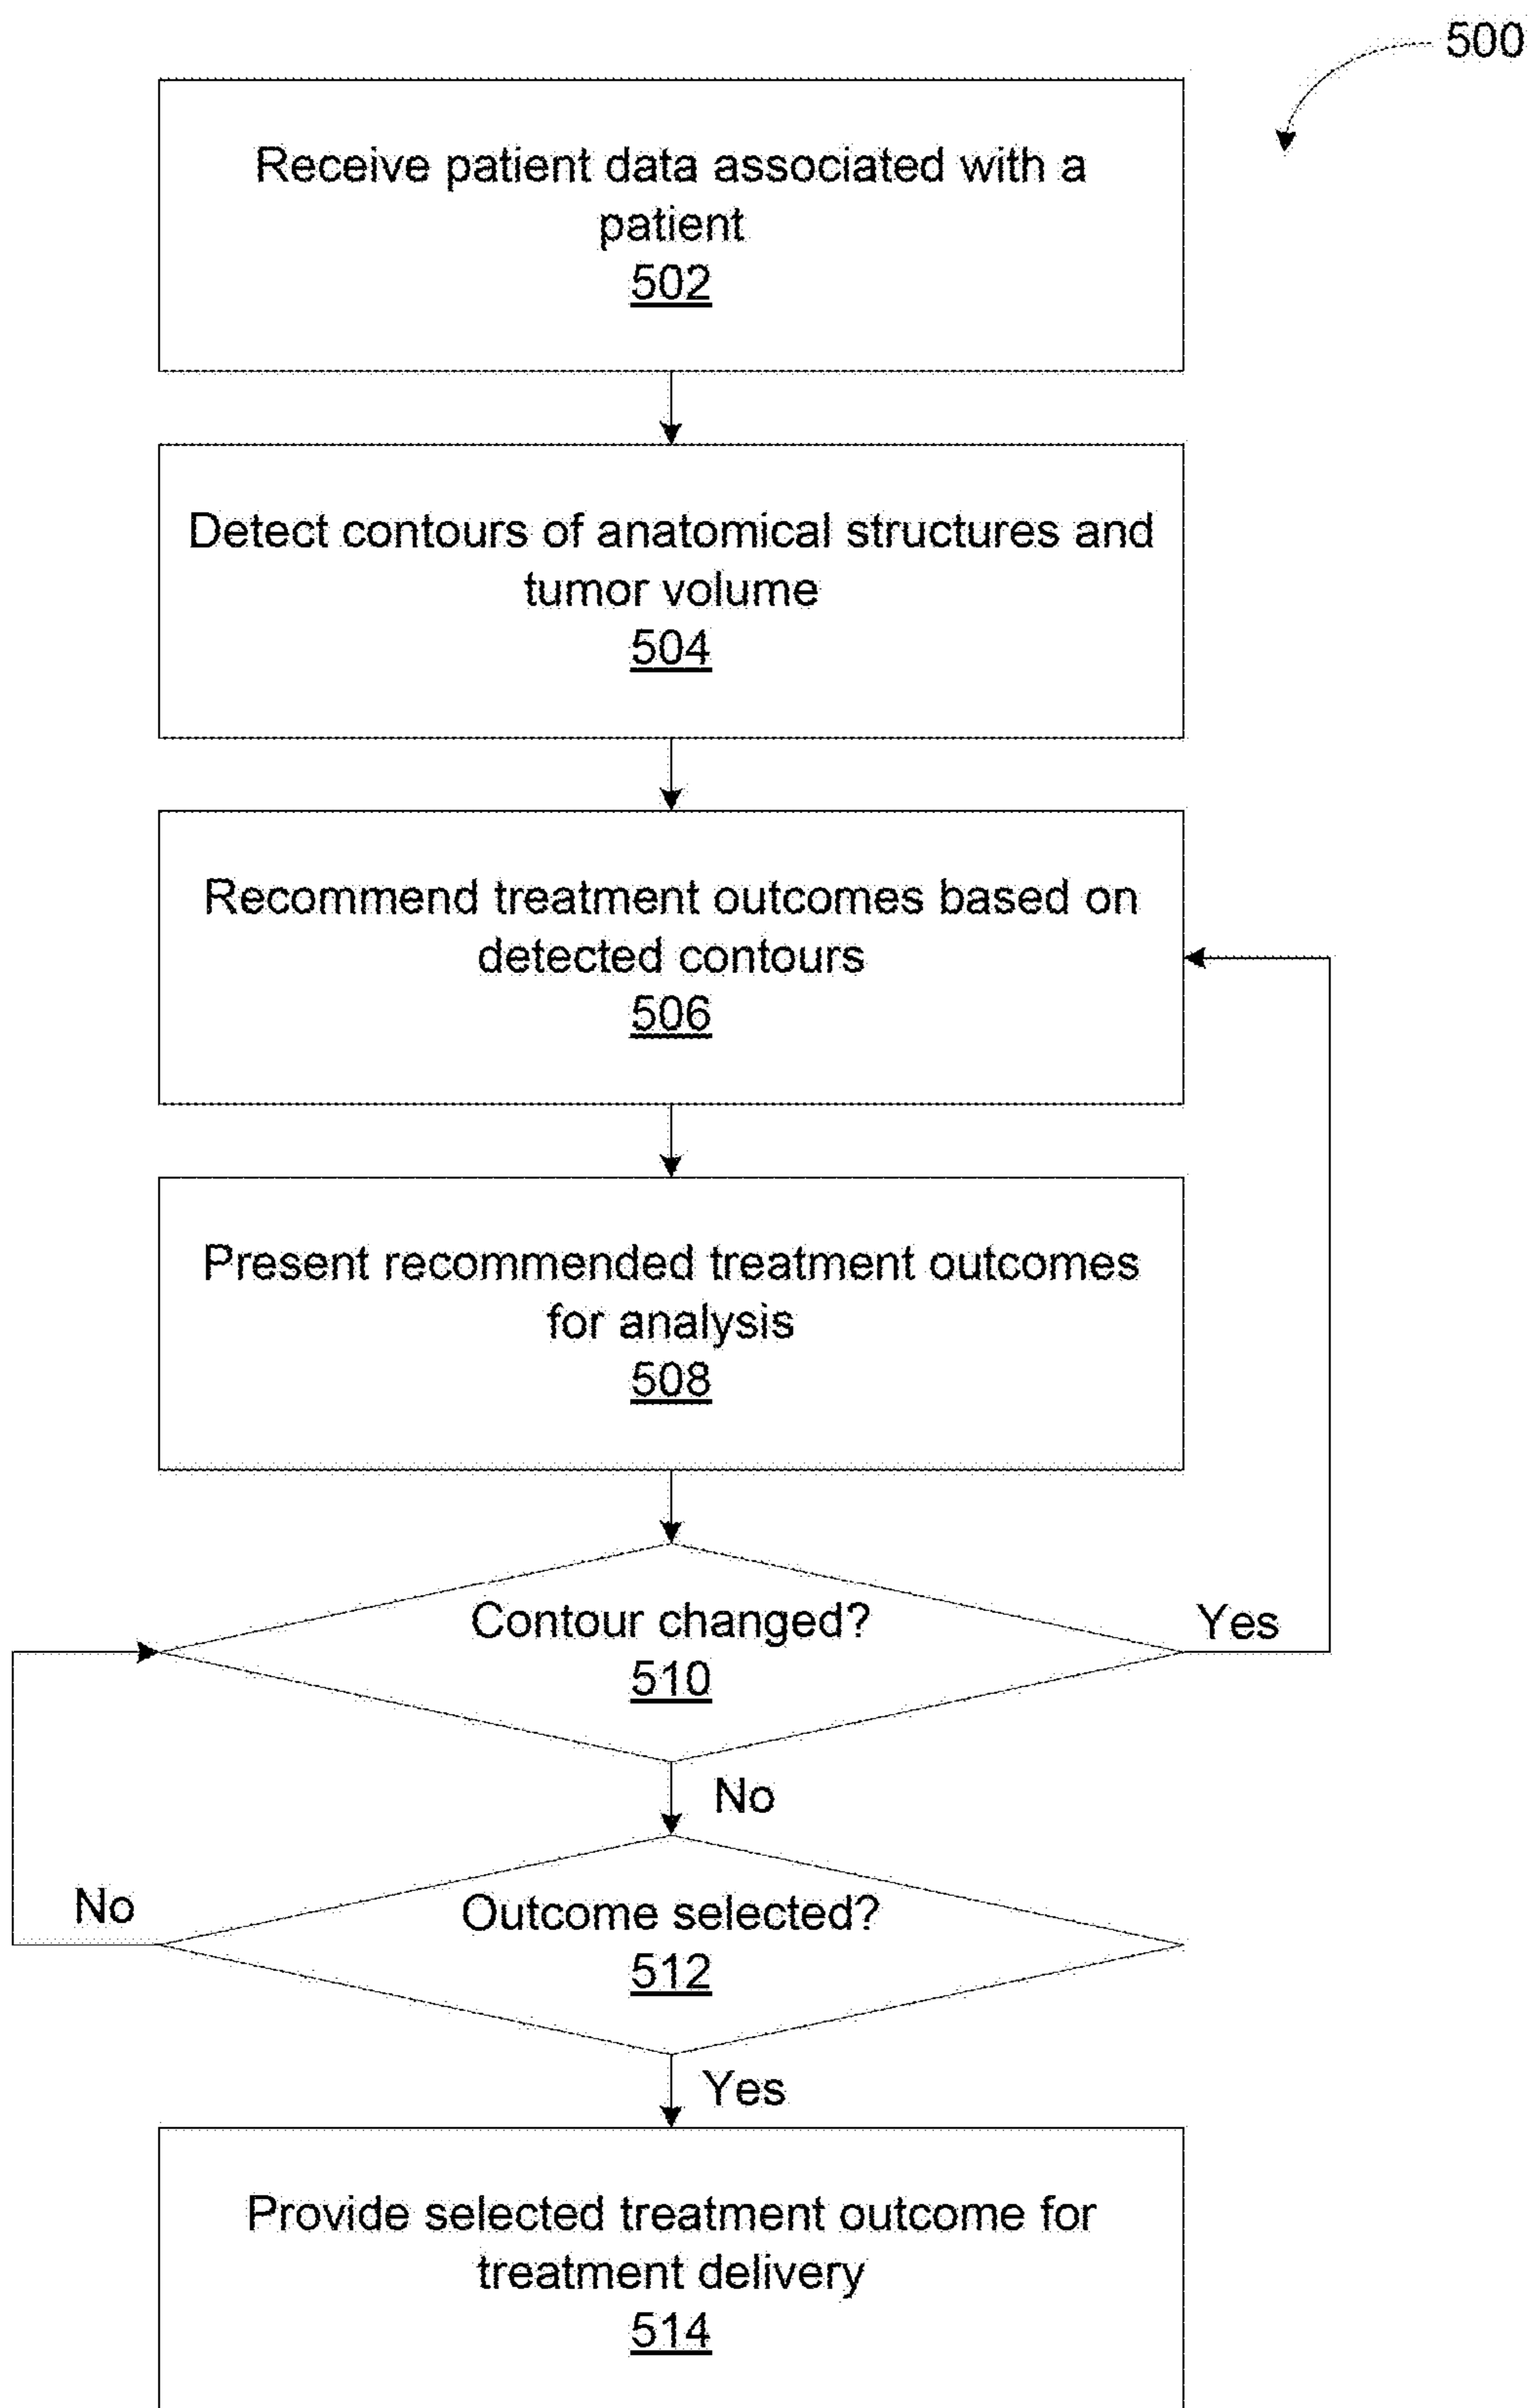 500
Receive patient data associated with a
patient
502
Detect contours of anatomical structures and
tumor volume
504
Recommend treatment outcomes based on
detected contours
506
Present recommended treatment outcomes
for analysis
508
Contour changed?
510
Yes
No
Outcome selected?
512
No
Yes
Provide selected treatment outcome for
treatment delivery
514